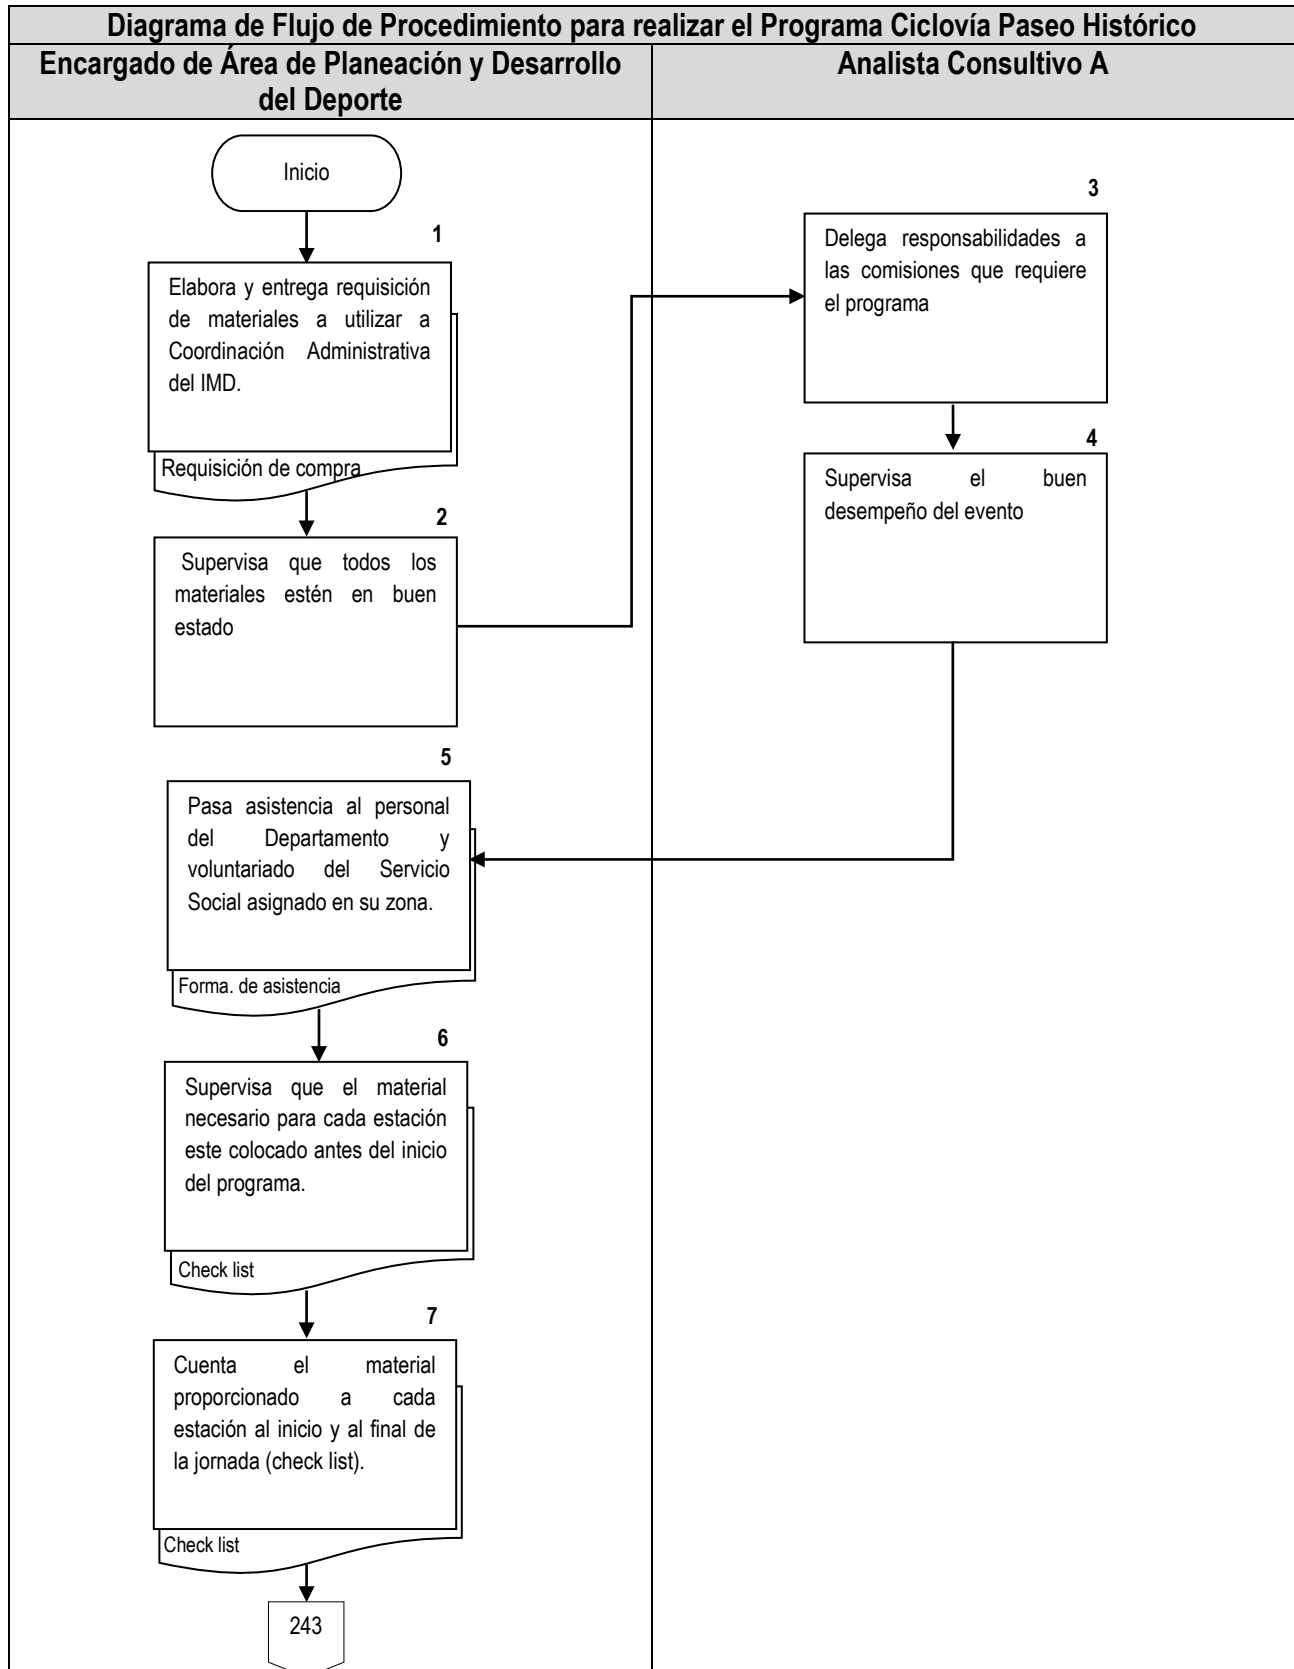 Diagrama de Flujo de Procedimiento para realizar el Programa Ciclovía Paseo Histórico
Encargado de Área de Planeación y Desarrollo
del Deporte
Analista Consultivo A
Inicio
1
Elabora y entrega requisición
de materiales a utilizar a
Coordinación Administrativa
del IMD.
Requisición de compra
2
Supervisa que todos los
materiales estén en buen
estado
3
Delega responsabilidades a
las comisiones que requiere
el programa
4
Supervisa el buen
desempeño del evento
5
Pasa asistencia al personal
del Departamento y
voluntariado del Servicio
Social asignado en su zona.
Forma. de asistencia
6
Supervisa que el material
necesario para cada estación
este colocado antes del inicio
del programa.
Check list
7
Cuenta el material
proporcionado a cada
estación al inicio y al final de
la jornada (check list).
Check list
243